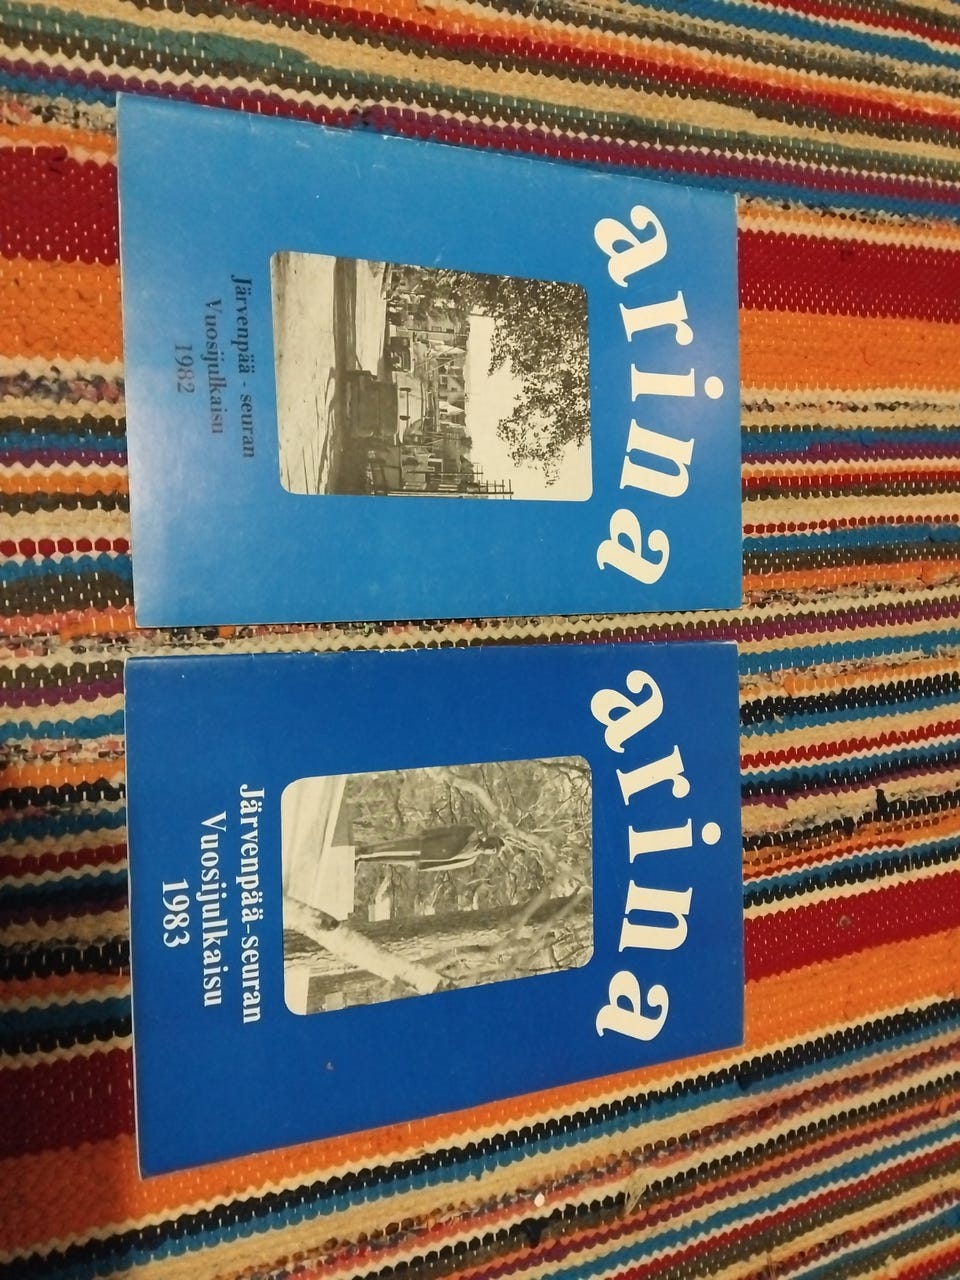 arina
Järvenpää - seuran
Vuosijulkaisu
1982
arina
Järvenpää-seuran
Vuosijulkaisu
1983